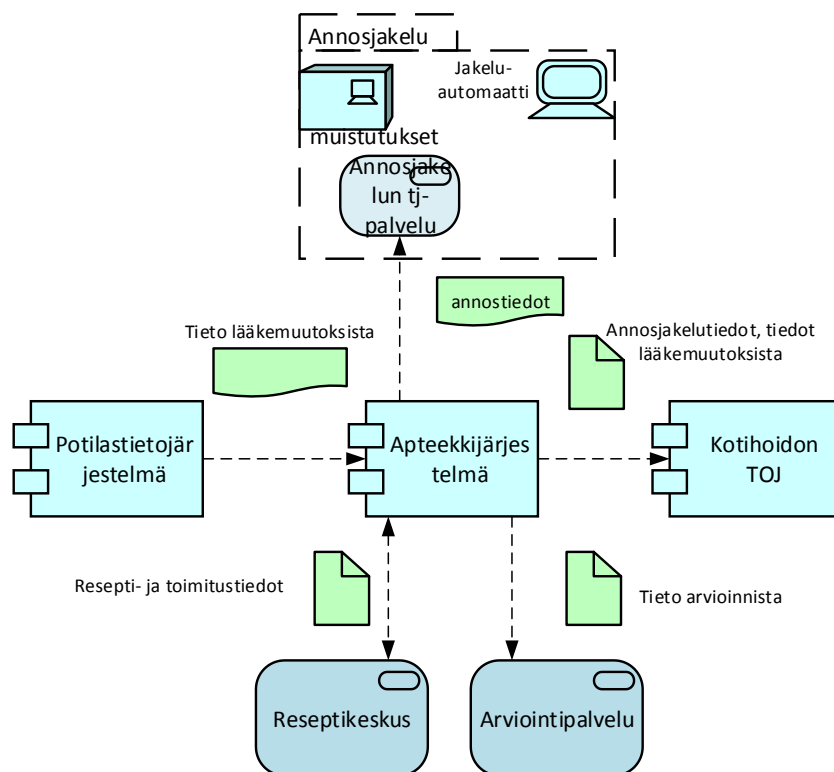 Annosjakelu
Jakelu-
automaatti
muistutukset
Annosjake
lun tj-
palvelu
annostiedot
Tieto lääkemuutoksista
Annosjakelutiedot, tiedot
lääkemuutoksista
Potilastietojär
jestelmä
Apteekkijärjes
telmä
Kotihoidon
TOJ
Resepti- ja toimitustiedot
Tieto arvioinnista
Reseptikeskus
Arviointipalvelu